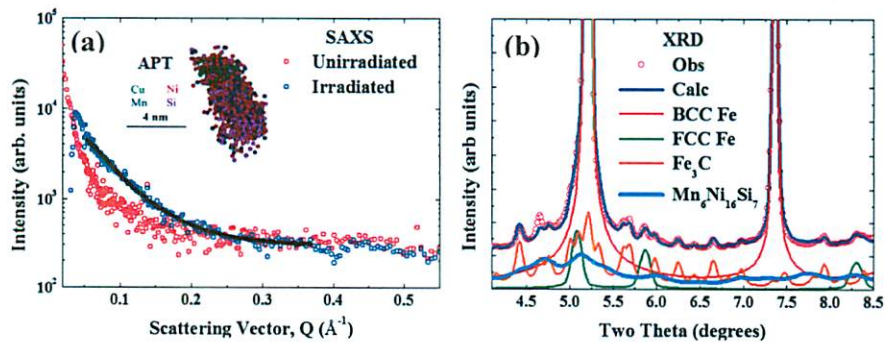 (a)
SAXS
APT
Unirradiated
Irradiated
Cu Ni
Mn Si
4 nm
10⁵
10⁴
10³
10²
Intensity (arb. units)
0.1 0.2 0.3 0.4 0.5
Scattering Vector, Q (Å⁻¹)
(b)
XRD
Obs
Calc
BCC Fe
FCC Fe
Fe₃C
Mn₆Ni₁₆Si₇
Intensity (arb units)
5.0 5.5 6.0 6.5 7.0 7.5 8.0 8.5
Two Theta (degrees)